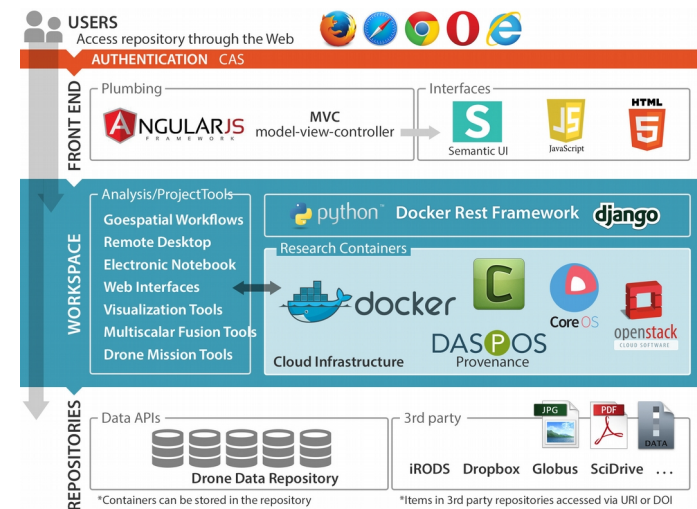 USERS
Access repository through the Web
AUTHENTICATION CAS
FRONT END
Plumbing
ANGULARJS
FRAMEWORK
MVC
model-view-controller
Interfaces
S
Semantic UI
JS
JavaScript
HTML
5
WORKSPACE
Analysis/ProjectTools
Goespatial Workflows
Remote Desktop
Electronic Notebook
Web Interfaces
Visualization Tools
Multiscalar Fusion Tools
Drone Mission Tools
python™ Docker Rest Framework django
Research Containers
docker
C
CoreOS
openstack
CLOUD SOFTWARE
DASPOS
Provenance
Cloud Infrastructure
REPOSITORIES
Data APIs
Drone Data Repository
*Containers can be stored in the repository
3rd party
JPG
PDF
DATA
iRODS Dropbox Globus SciDrive ...
*Items in 3rd party repositories accessed via URI or DOI